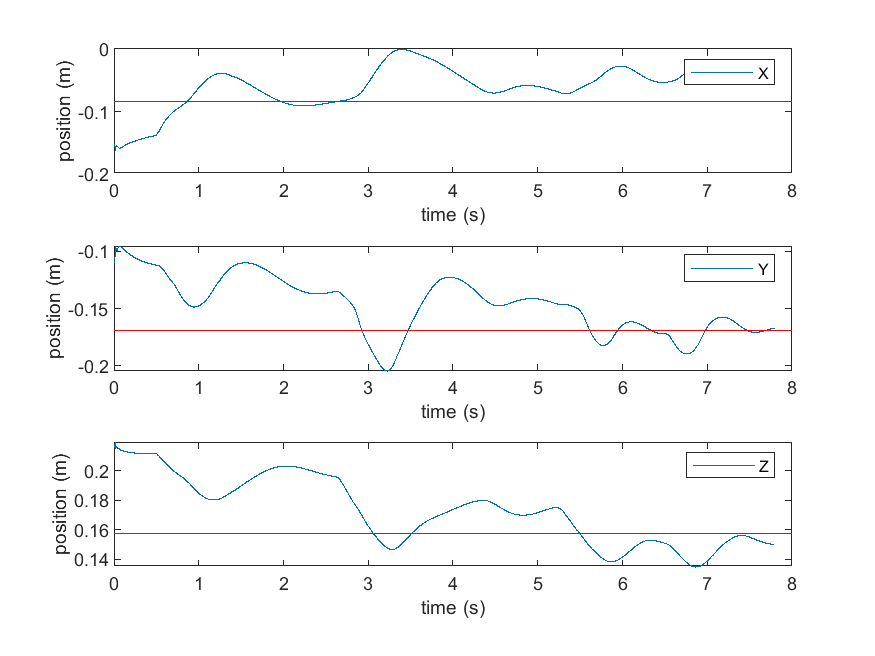 0
-0.1
-0.2
position (m)
X
0 1 2 3 4 5 6 7 8
time (s)
-0.1
-0.15
-0.2
position (m)
Y
0 1 2 3 4 5 6 7 8
time (s)
0.2
0.18
0.16
0.14
position (m)
Z
0 1 2 3 4 5 6 7 8
time (s)